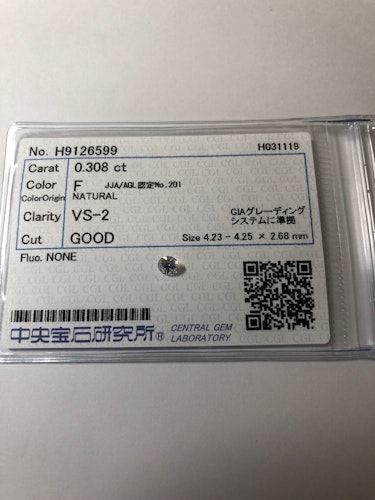 No. H9126599 H031119
Carat 0.308 ct
Color F JJA/AGL認定No.201
ColorOrigin NATURAL
Clarity VS-2 GIAグレーディング
システムに準拠
Cut GOOD Size 4.23 - 4.25 × 2.68 mm
Fluo. NONE
中央宝石研究所® CENTRAL GEM
LABORATORY